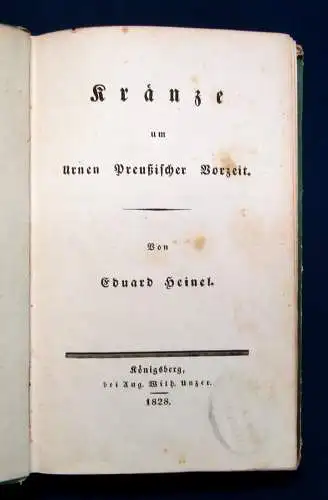 Kränze
um
Urnen Preußischer Vorzeit.
Von
Eduard Heinel.
Königsberg,
bei Aug. Wilh. Unzer.
1828.